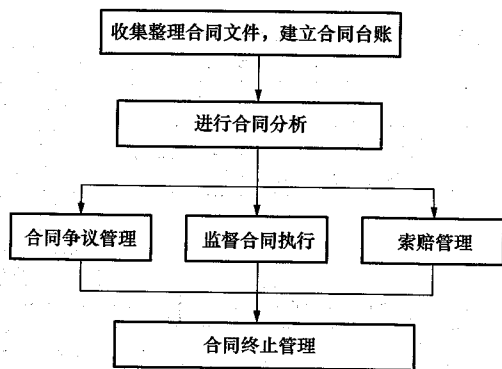 收集整理合同文件，建立合同台账
进行合同分析
合同争议管理
监督合同执行
索赔管理
合同终止管理